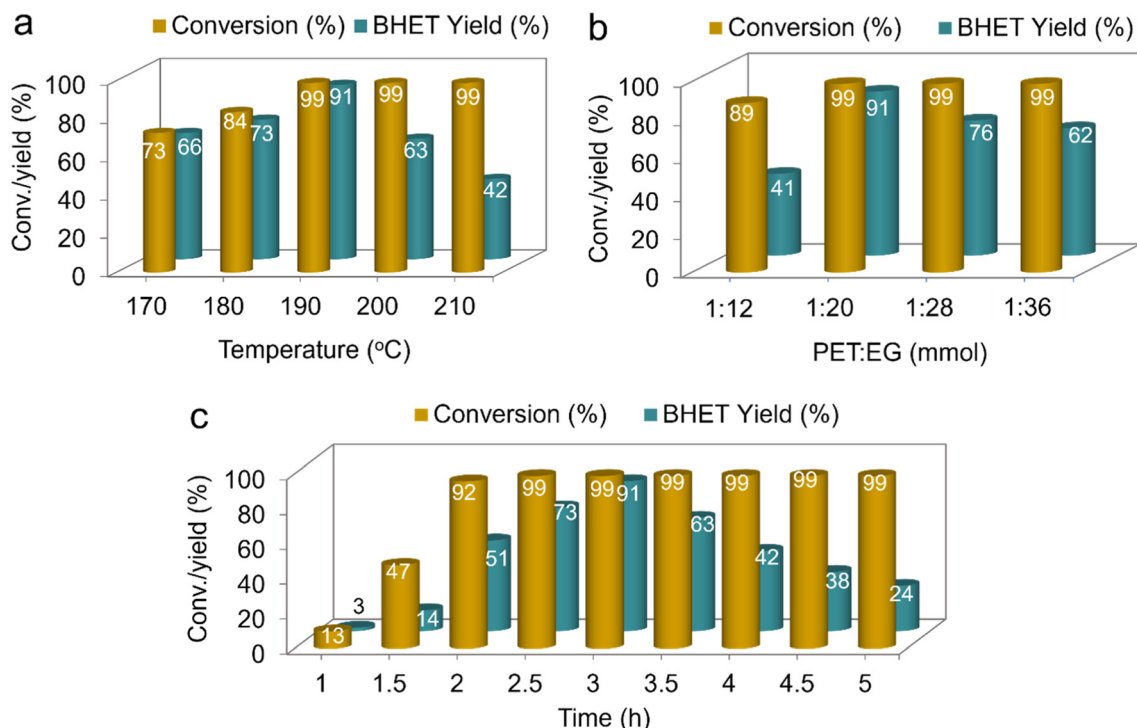 a
Conversion (%) BHET Yield (%)
Conv./yield (%)
100
80
60
40
20
0
73 66 84 73 99 91 99 63 99 42
170 180 190 200 210
Temperature (°C)
b
Conversion (%) BHET Yield (%)
Conv./yield (%)
100
80
60
40
20
0
89 41 99 91 99 76 99 62
1:12 1:20 1:28 1:36
PET:EG (mmol)
c
Conversion (%) BHET Yield (%)
Conv./yield (%)
100
80
60
40
20
0
13 3 47 14 92 51 99 73 99 91 99 63 99 42 99 38 99 24
1 1.5 2 2.5 3 3.5 4 4.5 5
Time (h)